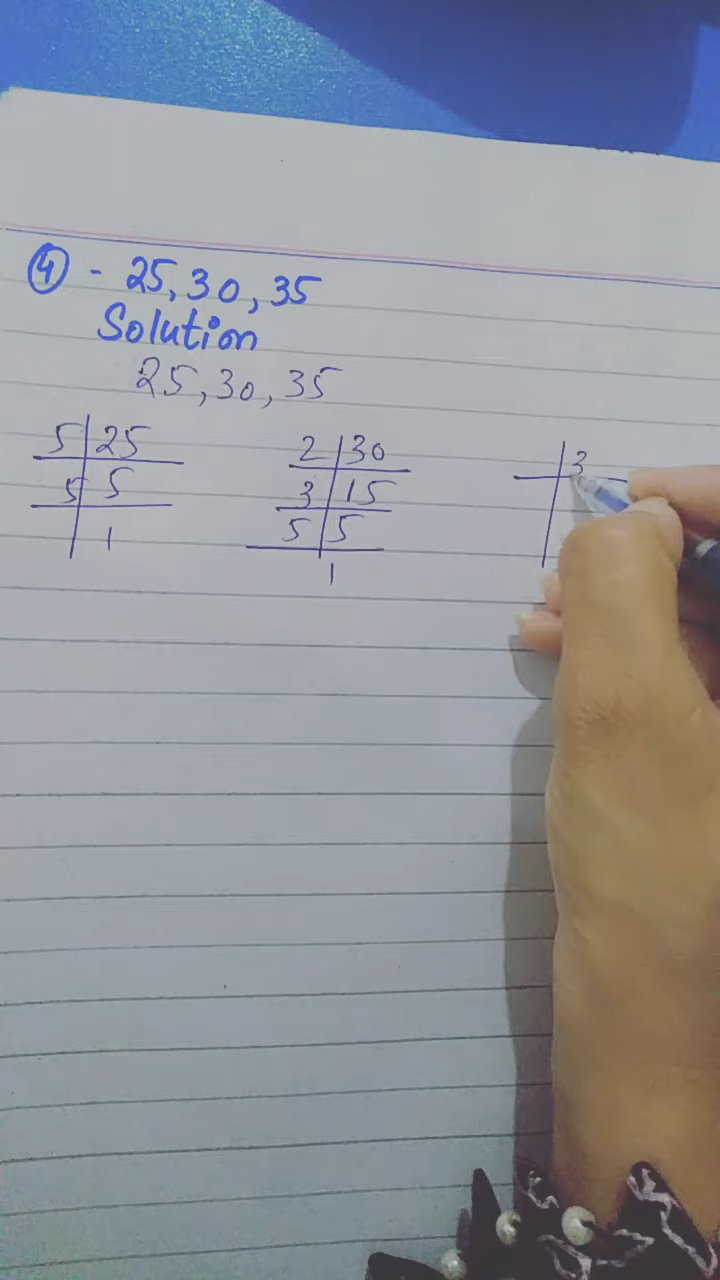 ④ - 25, 30, 35
Solution
25, 30, 35
5 | 25 2 | 30 | 3
5 | 5 3 | 15
| 1 5 | 5
1